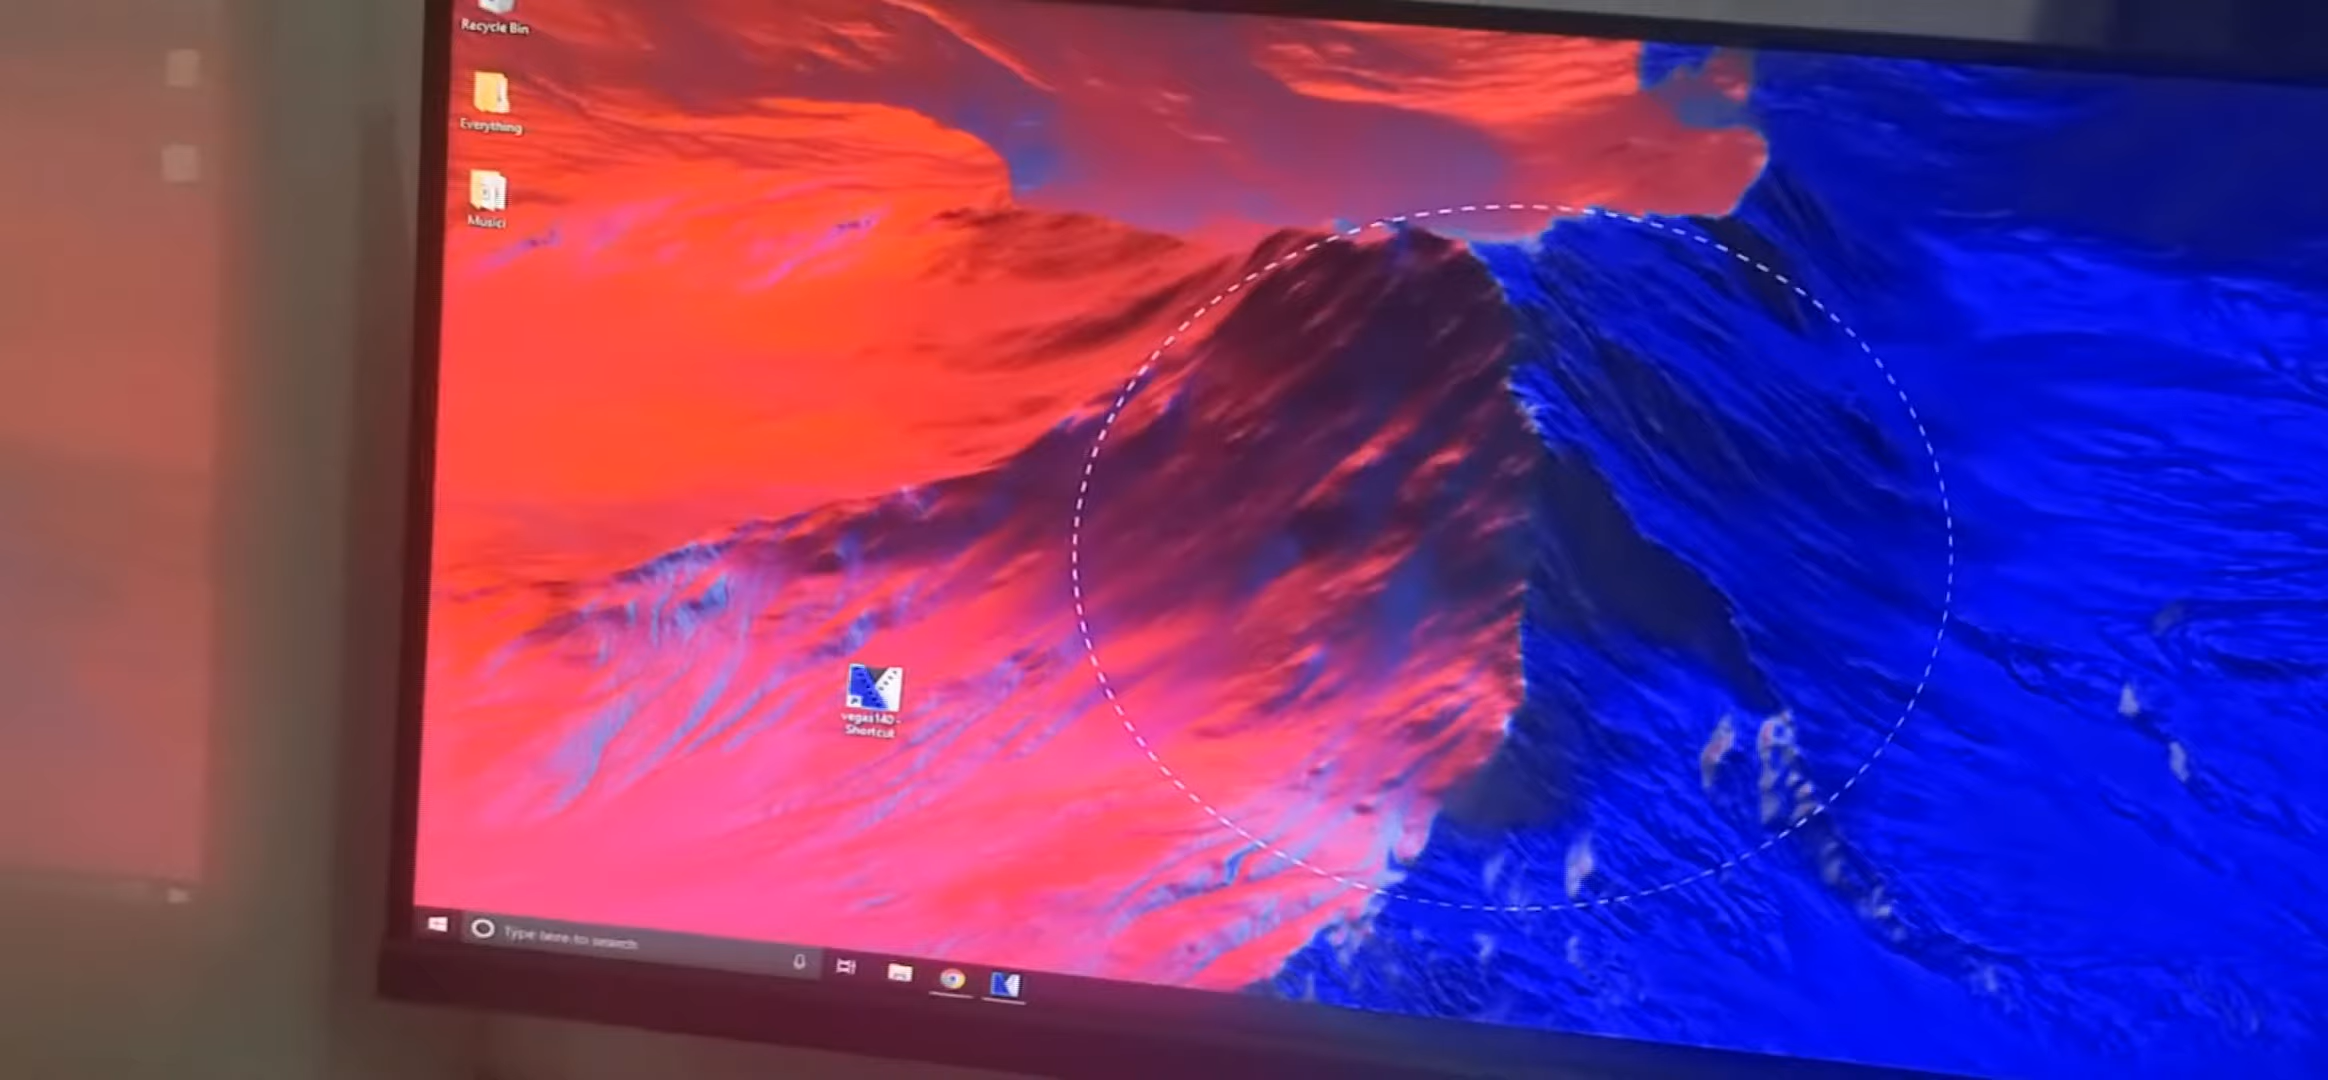 Recycle Bin
Everything
Music!
vegas140 -
Shortcut
Type here to search